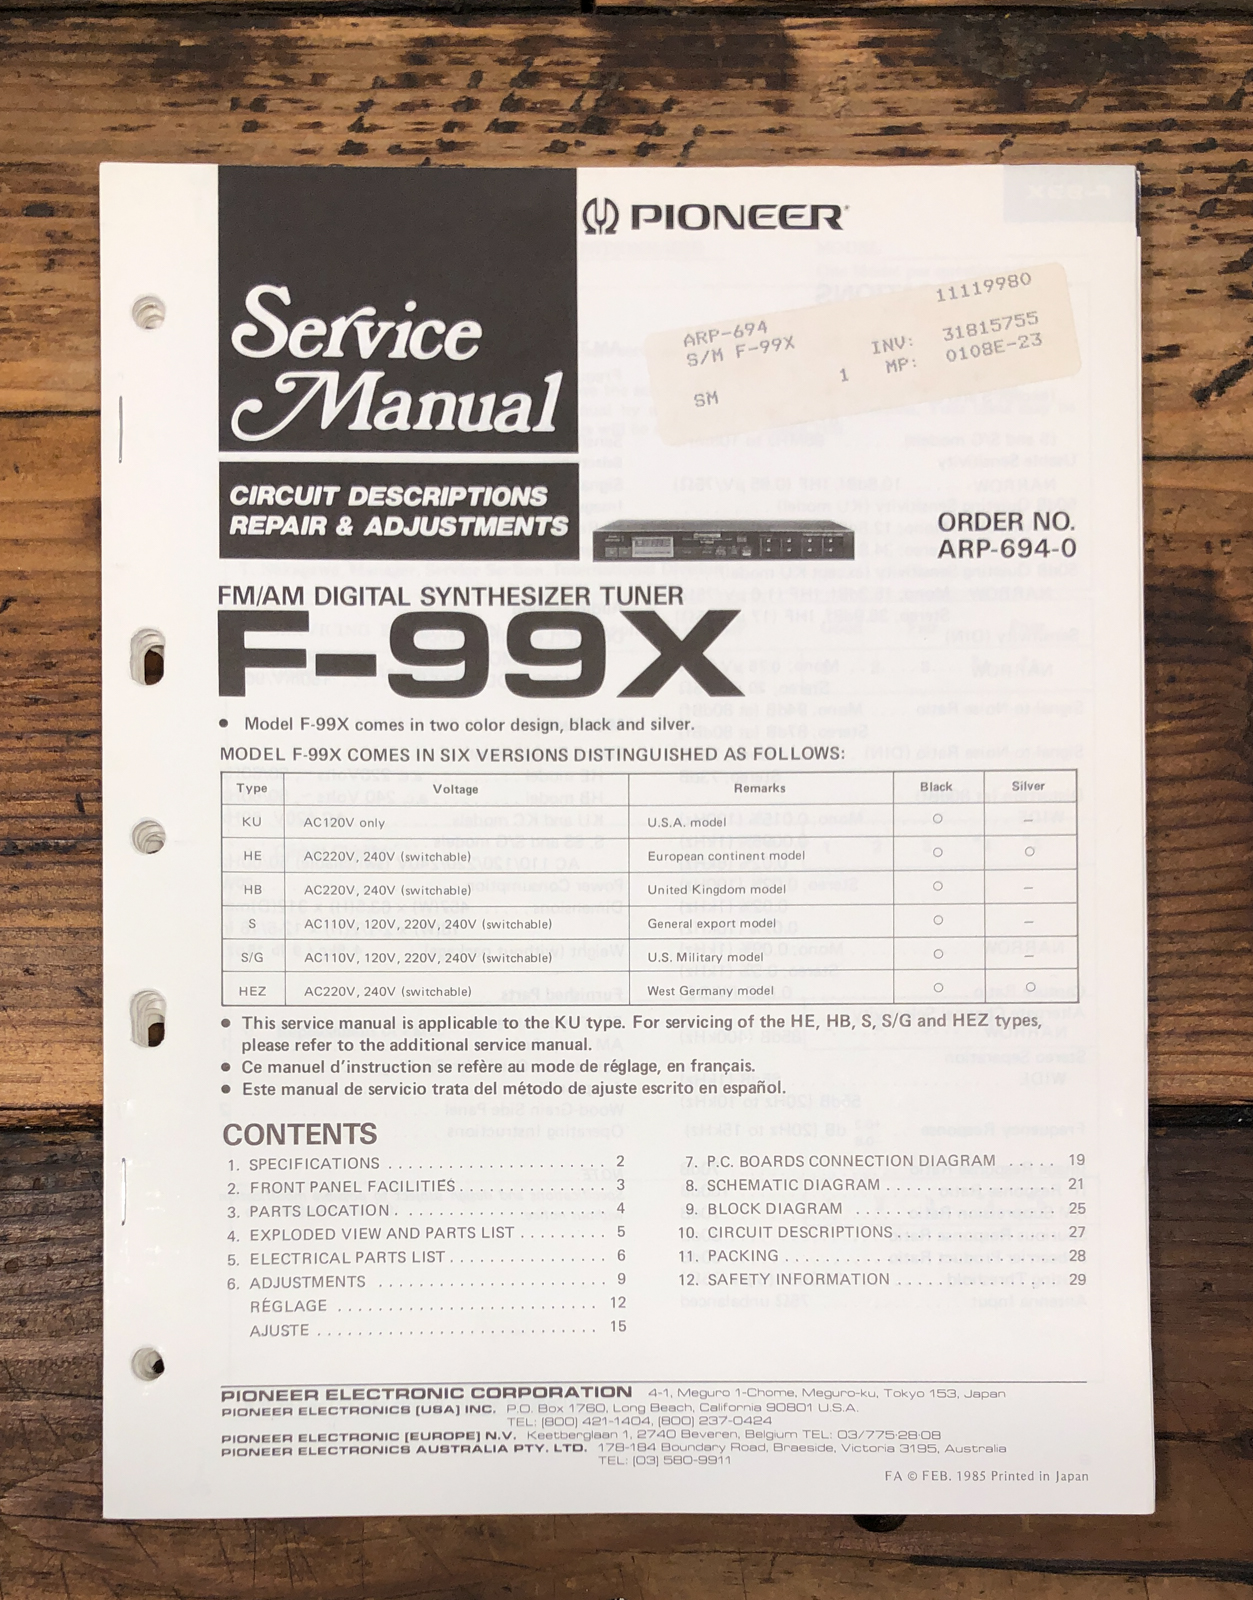 PIONEER
Service
Manual
CIRCUIT DESCRIPTIONS
REPAIR & ADJUSTMENTS
11119980
ARP-694
S/M F-99X
INV: 31815755
1 MP: 0108E-23
SM
ORDER NO.
ARP-694-0
FM/AM DIGITAL SYNTHESIZER TUNER
F-99X
● Model F-99X comes in two color design, black and silver.
MODEL F-99X COMES IN SIX VERSIONS DISTINGUISHED AS FOLLOWS:
Type Voltage Remarks Black Silver
KU AC120V only U.S.A. model ○ –
HE AC220V, 240V (switchable) European continent model ○ ○
HB AC220V, 240V (switchable) United Kingdom model ○ –
S AC110V, 120V, 220V, 240V (switchable) General export model ○ –
S/G AC110V, 120V, 220V, 240V (switchable) U.S. Military model ○ –
HEZ AC220V, 240V (switchable) West Germany model ○ ○
● This service manual is applicable to the KU type. For servicing of the HE, HB, S, S/G and HEZ types,
please refer to the additional service manual.
● Ce manuel d'instruction se refère au mode de réglage, en français.
● Este manual de servicio trata del método de ajuste escrito en español.
CONTENTS
1. SPECIFICATIONS . . . . . . . . . . . . . . . . . . . . . . 2
2. FRONT PANEL FACILITIES . . . . . . . . . . . . . . . 3
3. PARTS LOCATION . . . . . . . . . . . . . . . . . . . . . 4
4. EXPLODED VIEW AND PARTS LIST . . . . . . . . . 5
5. ELECTRICAL PARTS LIST . . . . . . . . . . . . . . . . 6
6. ADJUSTMENTS . . . . . . . . . . . . . . . . . . . . . . 9
RÉGLAGE . . . . . . . . . . . . . . . . . . . . . . . . 12
AJUSTE . . . . . . . . . . . . . . . . . . . . . . . . . . 15
7. P.C. BOARDS CONNECTION DIAGRAM . . . . . 19
8. SCHEMATIC DIAGRAM . . . . . . . . . . . . . . . . 21
9. BLOCK DIAGRAM . . . . . . . . . . . . . . . . . . . 25
10. CIRCUIT DESCRIPTIONS . . . . . . . . . . . . . . . 27
11. PACKING . . . . . . . . . . . . . . . . . . . . . . . . . 28
12. SAFETY INFORMATION . . . . . . . . . . . . . . . 29
PIONEER ELECTRONIC CORPORATION 4-1, Meguro 1-Chome, Meguro-ku, Tokyo 153, Japan
PIONEER ELECTRONICS [USA] INC. P.O. Box 1760, Long Beach, California 90801 U.S.A.
TEL: [800] 421-1404, [800] 237-0424
PIONEER ELECTRONIC [EUROPE] N.V. Keetberglaan 1, 2740 Beveren, Belgium TEL: 03/775·28·08
PIONEER ELECTRONICS AUSTRALIA PTY. LTD. 178-184 Boundary Road, Braeside, Victoria 3195, Australia
TEL: [03] 580-9911
FA © FEB. 1985 Printed in Japan